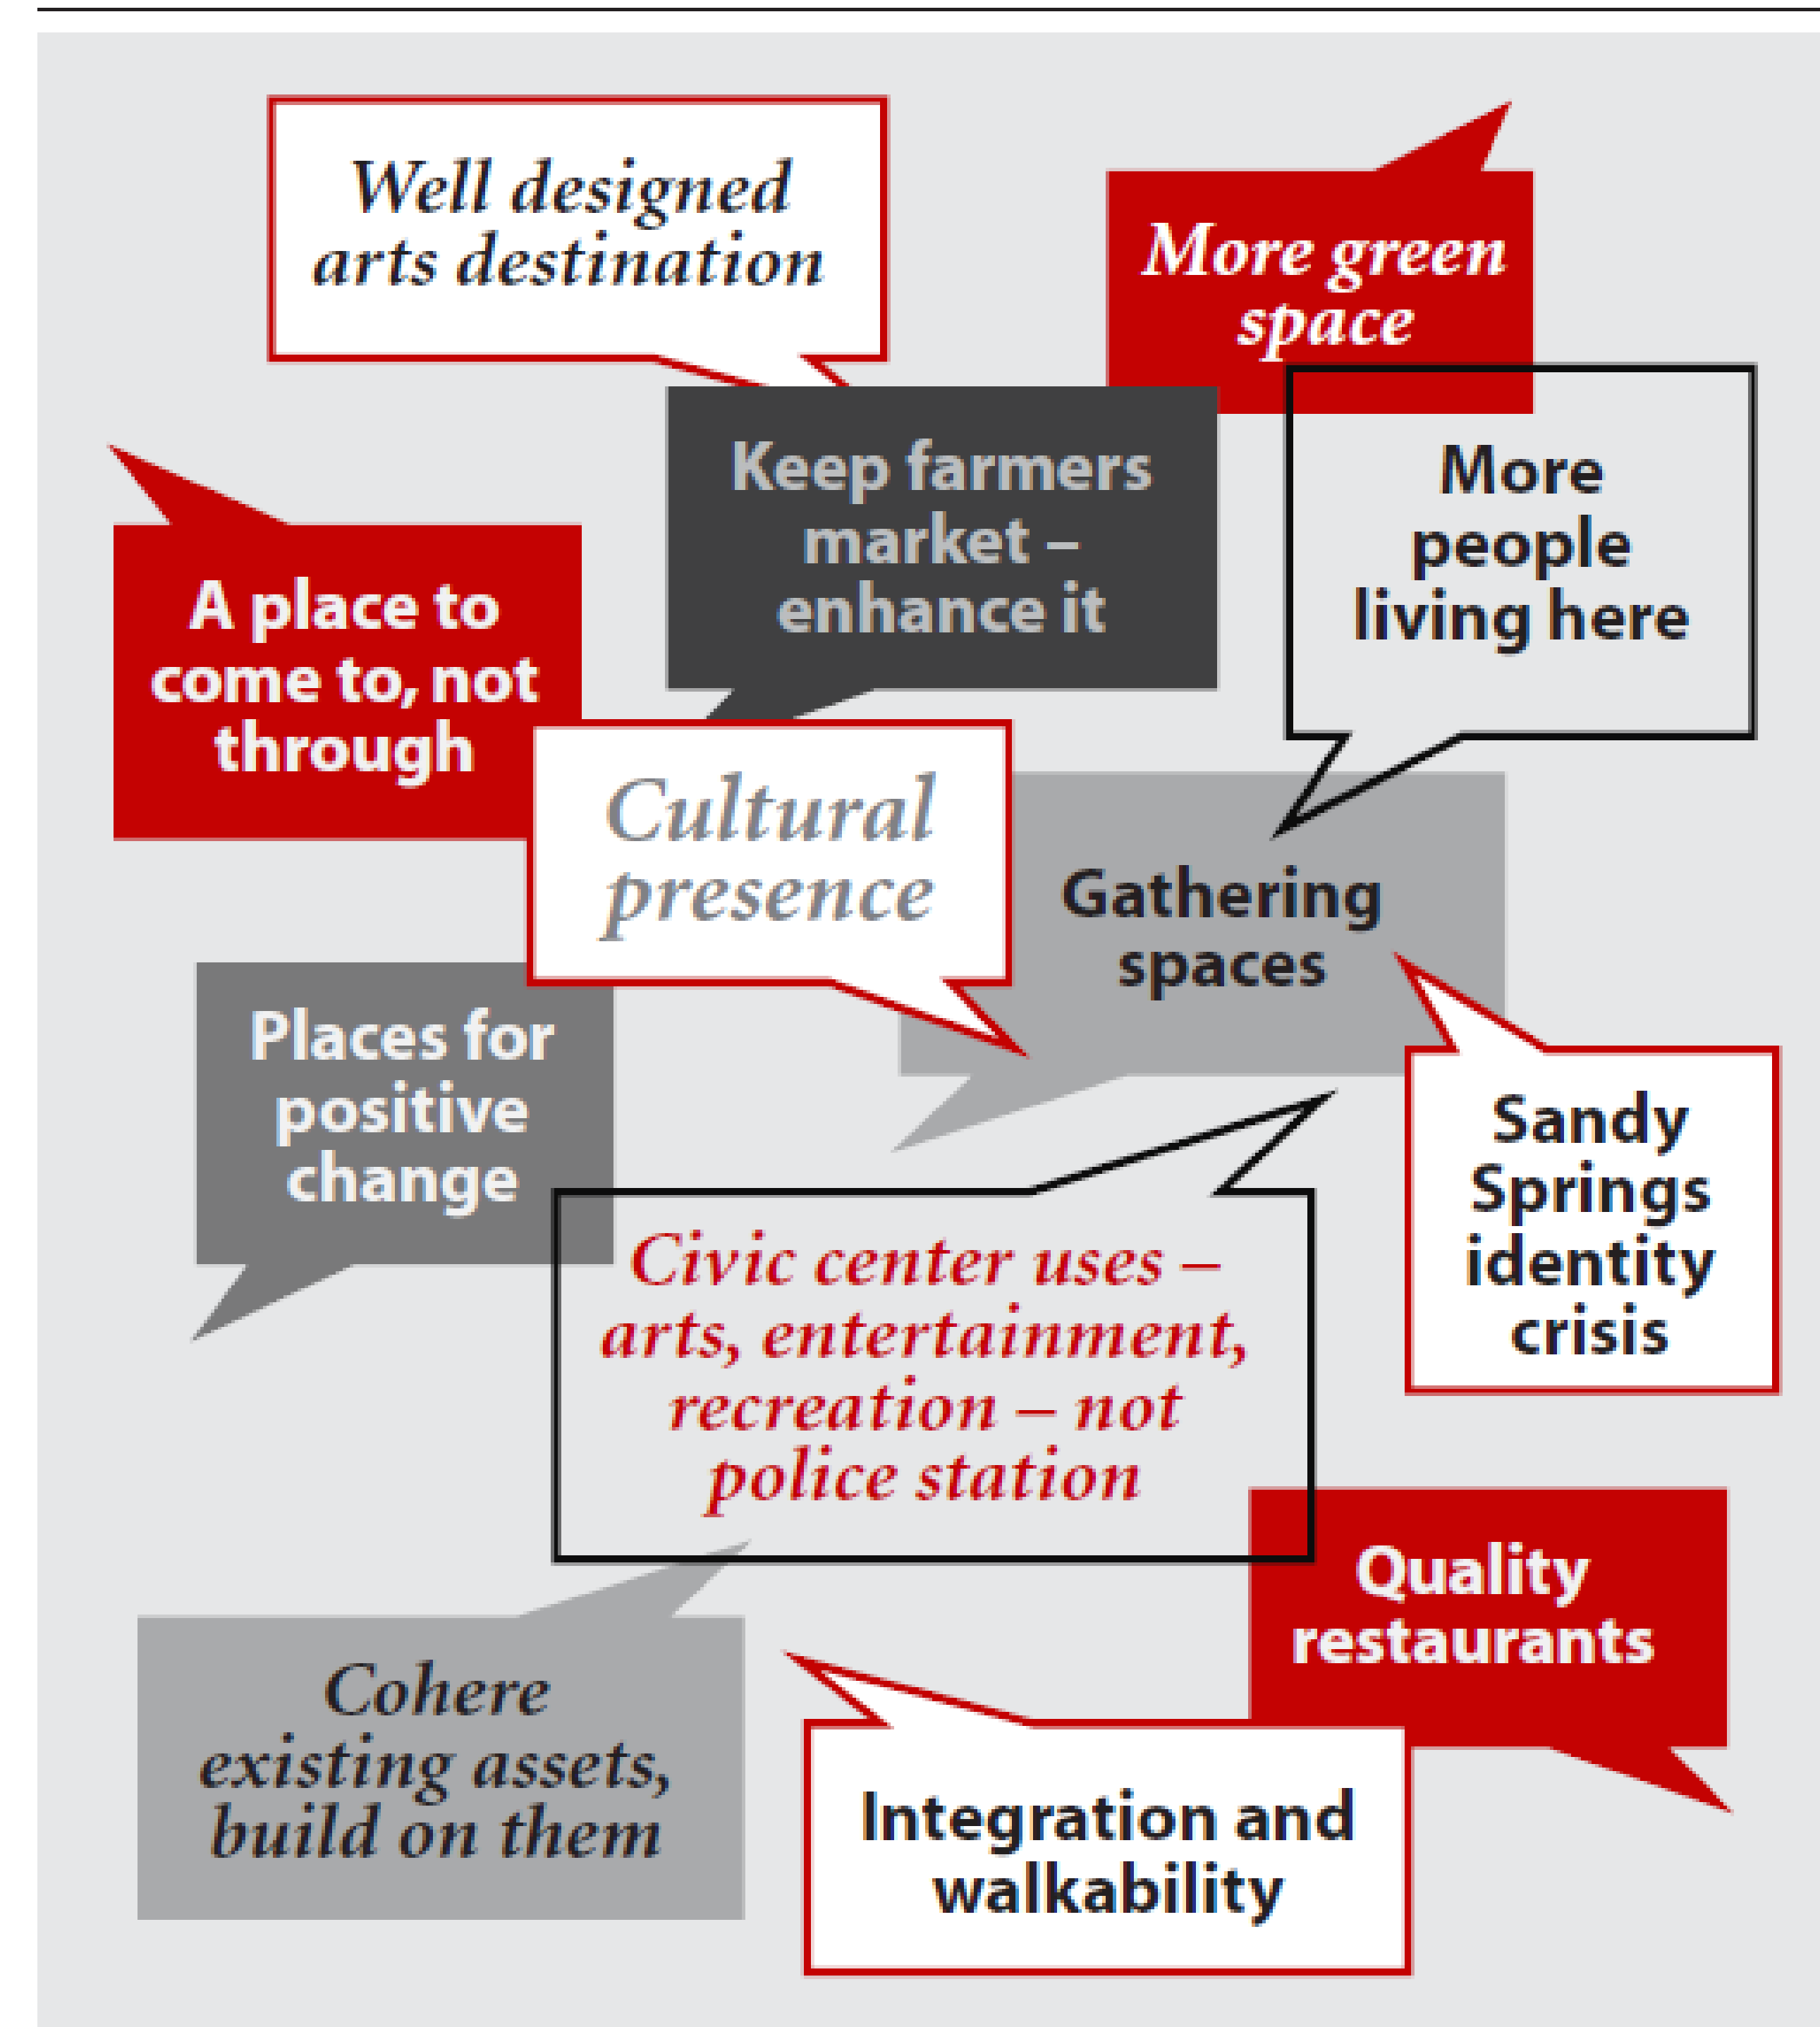 Well designed
arts destination
More green
space
Keep farmers
market –
enhance it
More
people
living here
A place to
come to, not
through
Cultural
presence
Gathering
spaces
Places for
positive
change
Sandy
Springs
identity
crisis
Civic center uses –
arts, entertainment,
recreation – not
police station
Quality
restaurants
Cohere
existing assets,
build on them
Integration and
walkability